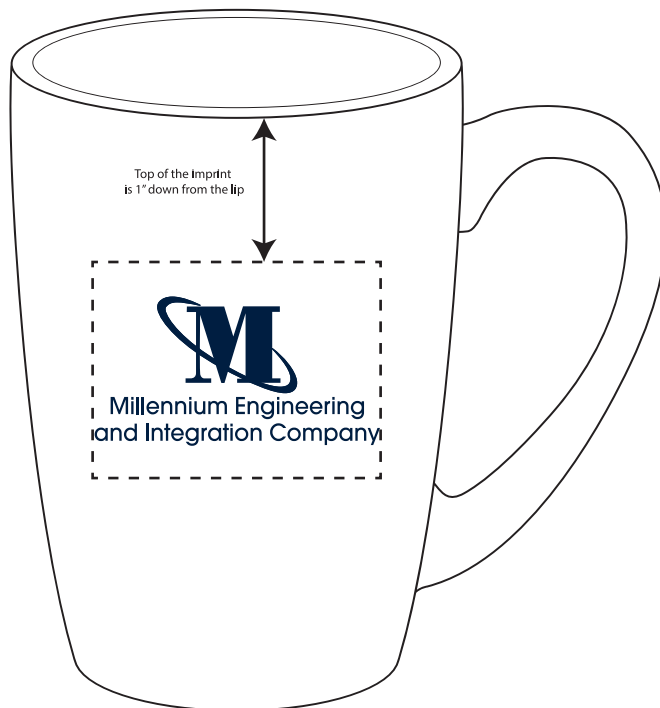 Top of the imprint
is 1" down from the lip
M
Millennium Engineering
and Integration Company